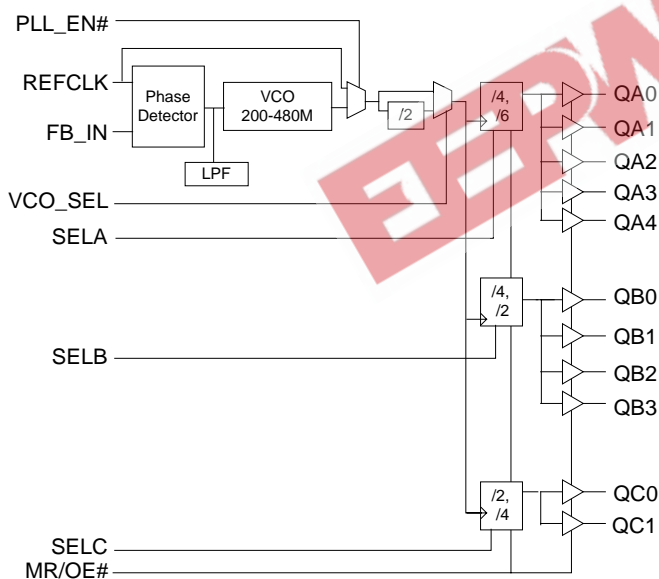 PLL_EN#
REFCLK
FB_IN
Phase
Detector
VCO
200-480M
LPF
/2
/4,
/6
VCO_SEL
SELA
QA0
QA1
QA2
QA3
QA4
/4,
/2
SELB
QB0
QB1
QB2
QB3
/2,
/4
SELC
MR/OE#
QC0
QC1